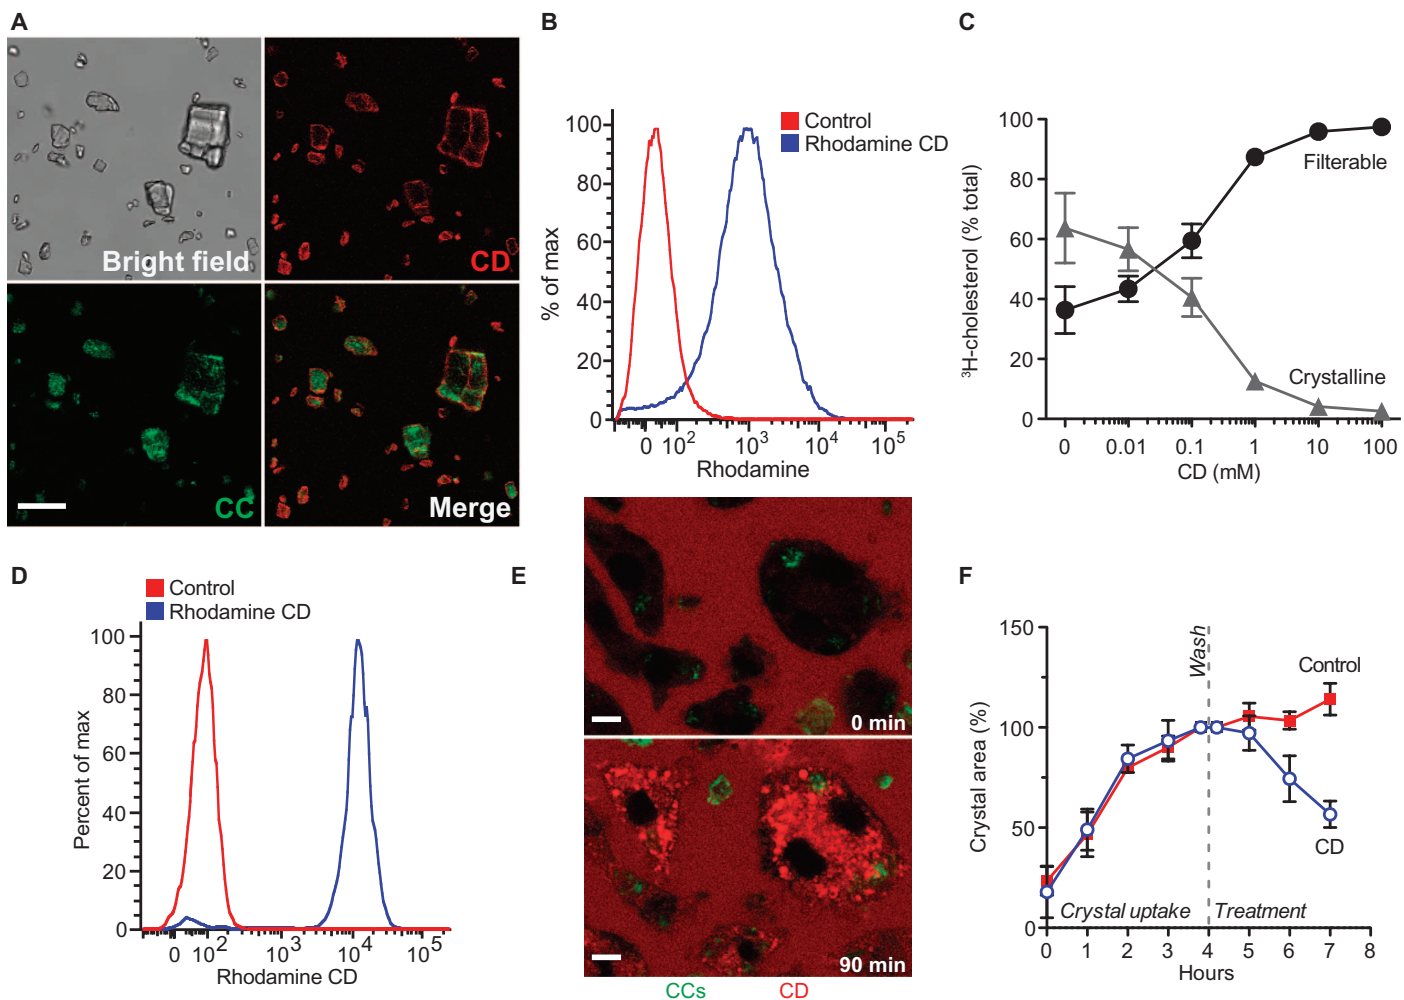 A
Bright field
CD
CC
Merge
B
Control
Rhodamine CD
% of max
100
80
60
40
20
0
0 10² 10³ 10⁴ 10⁵
Rhodamine
C
³H-cholesterol (% total)
100
80
60
40
20
0
Filterable
Crystalline
0 0.01 0.1 1 10 100
CD (mM)
D
Control
Rhodamine CD
Percent of max
100
80
60
40
20
0
0 10² 10³ 10⁴ 10⁵
Rhodamine CD
E
0 min
90 min
CCs CD
F
Crystal area (%)
150
100
50
0
Wash
Control
CD
Crystal uptake Treatment
0 1 2 3 4 5 6 7 8
Hours